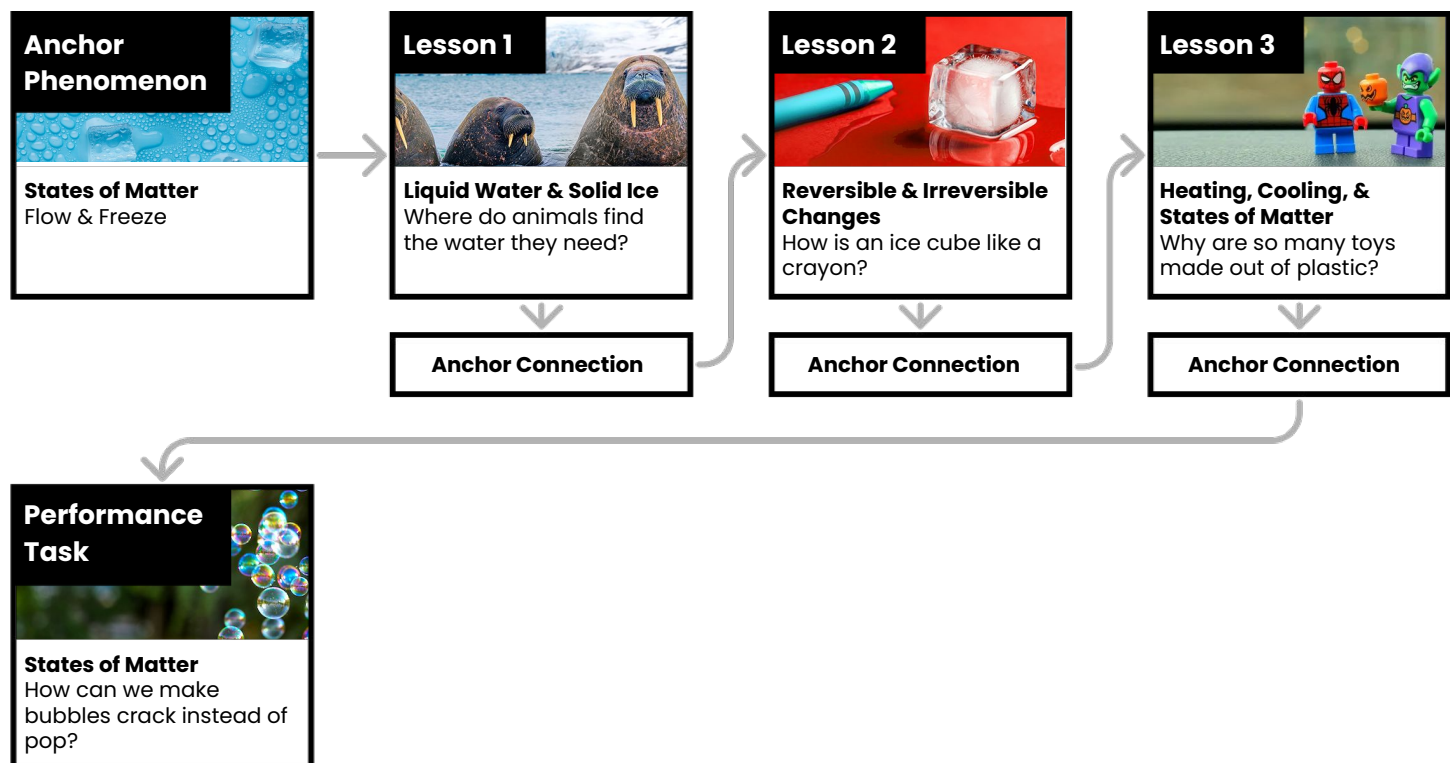 Anchor
Phenomenon
States of Matter
Flow & Freeze
Lesson 1
Liquid Water & Solid Ice
Where do animals find
the water they need?
Anchor Connection
Lesson 2
Reversible & Irreversible
Changes
How is an ice cube like a
crayon?
Anchor Connection
Lesson 3
Heating, Cooling, &
States of Matter
Why are so many toys
made out of plastic?
Anchor Connection
Performance
Task
States of Matter
How can we make
bubbles crack instead of
pop?